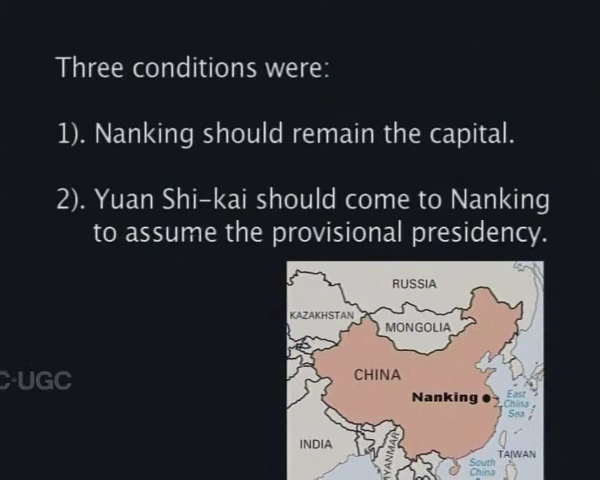 Three conditions were:
1). Nanking should remain the capital.
2). Yuan Shi-kai should come to Nanking
to assume the provisional presidency.
RUSSIA
KAZAKHSTAN
MONGOLIA
CHINA
Nanking
East
China
Sea
C-UGC
INDIA
MYANMAR
TAIWAN
South
China